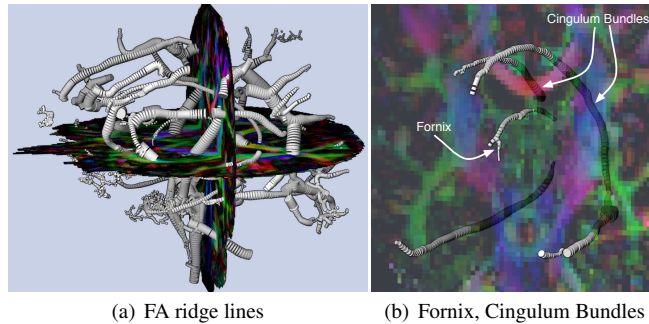 Cingulum Bundles
Fornix
(a) FA ridge lines
(b) Fornix, Cingulum Bundles